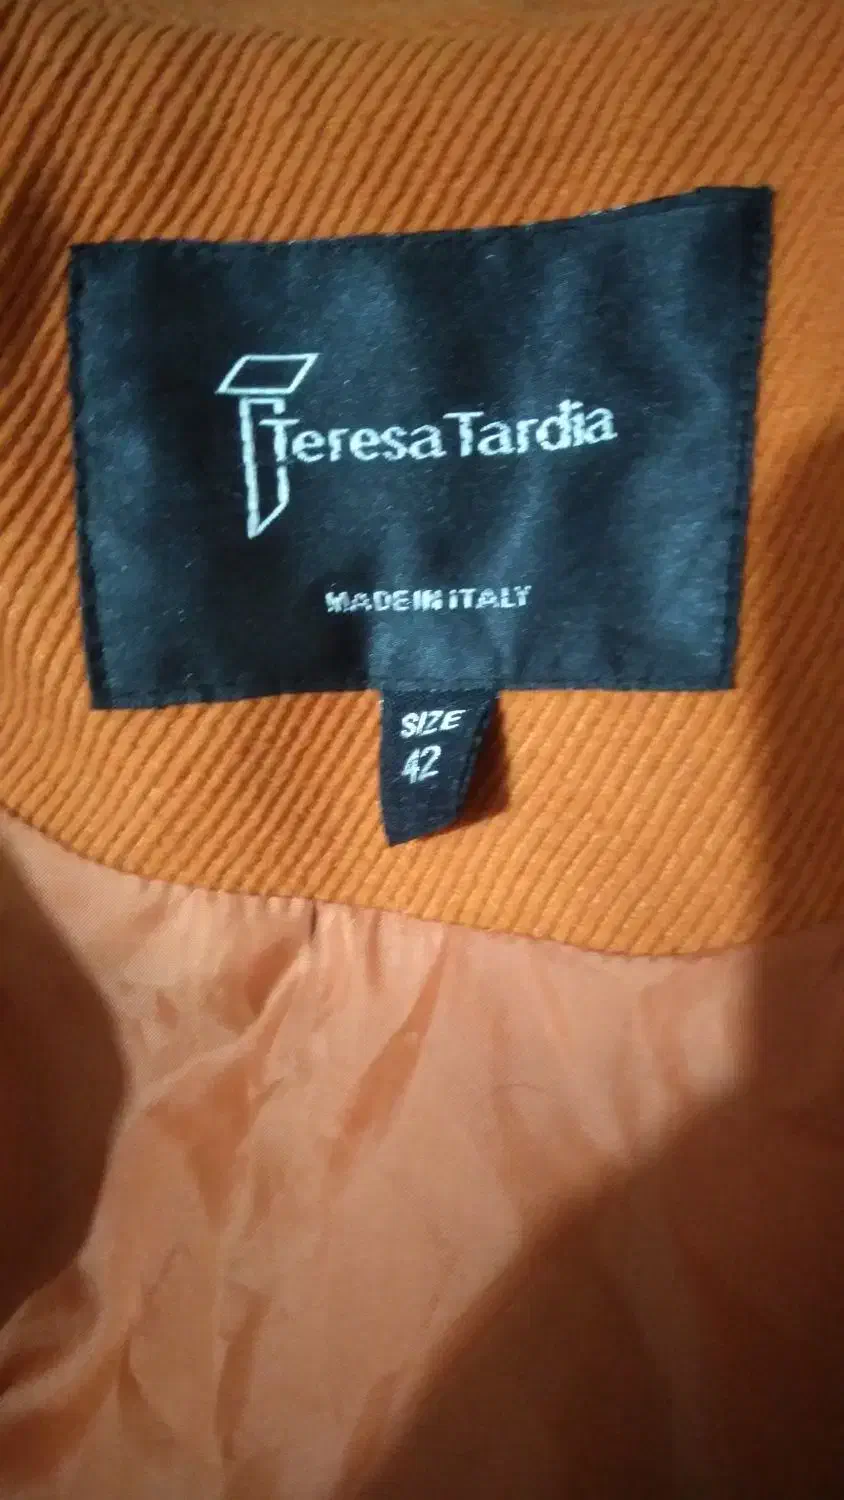 Teresa Tardia
MADE IN ITALY
SIZE
42